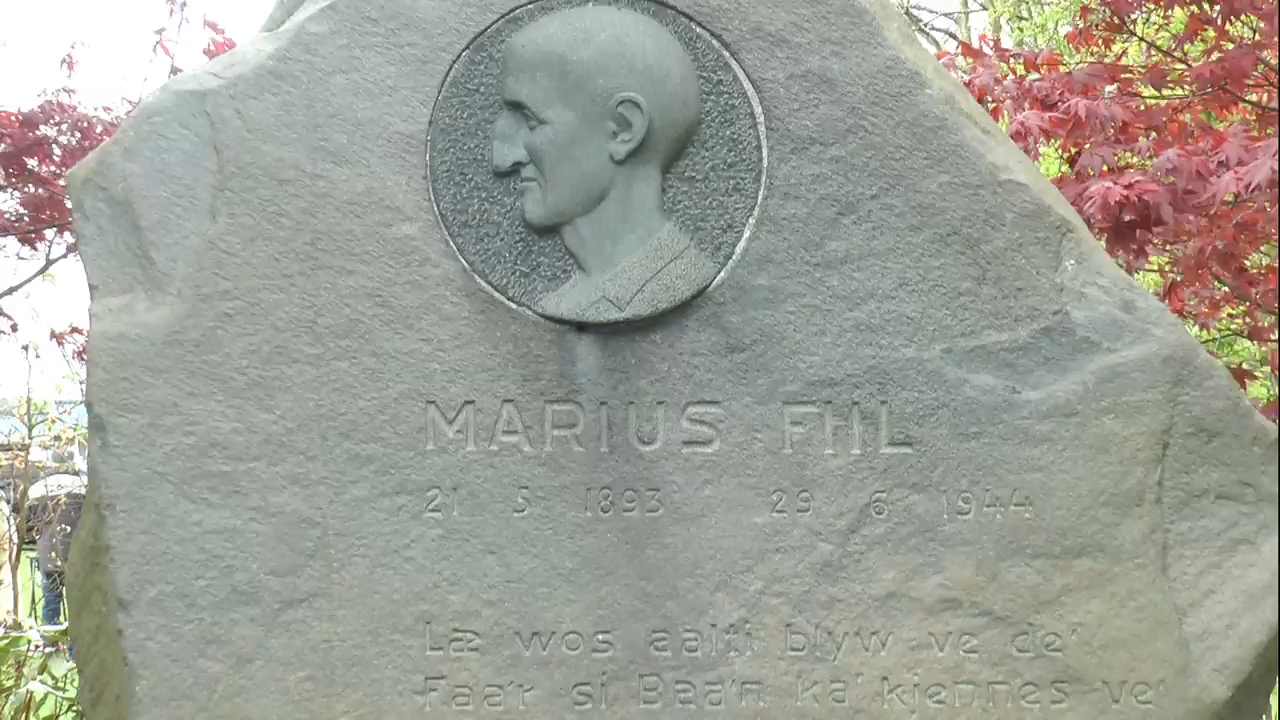 MARIUS FIIL
21 5 1893 29 6 1944
Læ wos aalti blyw ve de'
Faa'r si Baa'n ka' kjennes ve'